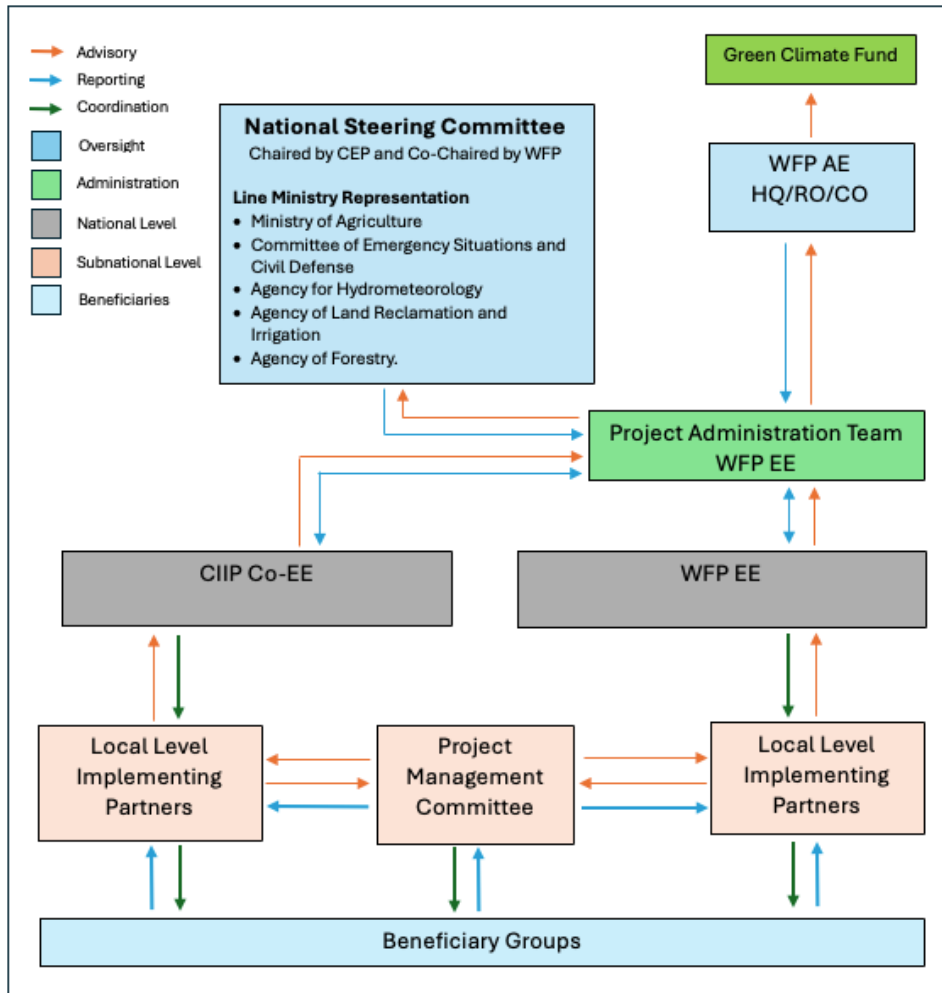 Advisory
Reporting
Coordination
Oversight
Administration
National Level
Subnational Level
Beneficiaries
Green Climate Fund
National Steering Committee
Chaired by CEP and Co-Chaired by WFP
Line Ministry Representation
• Ministry of Agriculture
• Committee of Emergency Situations and
Civil Defense
• Agency for Hydrometeorology
• Agency of Land Reclamation and
Irrigation
• Agency of Forestry.
WFP AE
HQ/RO/CO
Project Administration Team
WFP EE
CIIP Co-EE
WFP EE
Local Level
Implementing
Partners
Project
Management
Committee
Local Level
Implementing
Partners
Beneficiary Groups